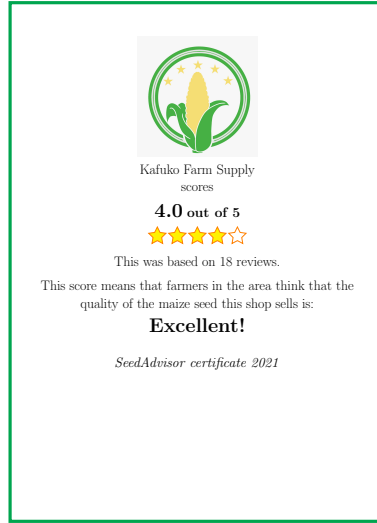 Kafuko Farm Supply
scores
4.0 out of 5
This was based on 18 reviews.
This score means that farmers in the area think that the
quality of the maize seed this shop sells is:
Excellent!
SeedAdvisor certificate 2021